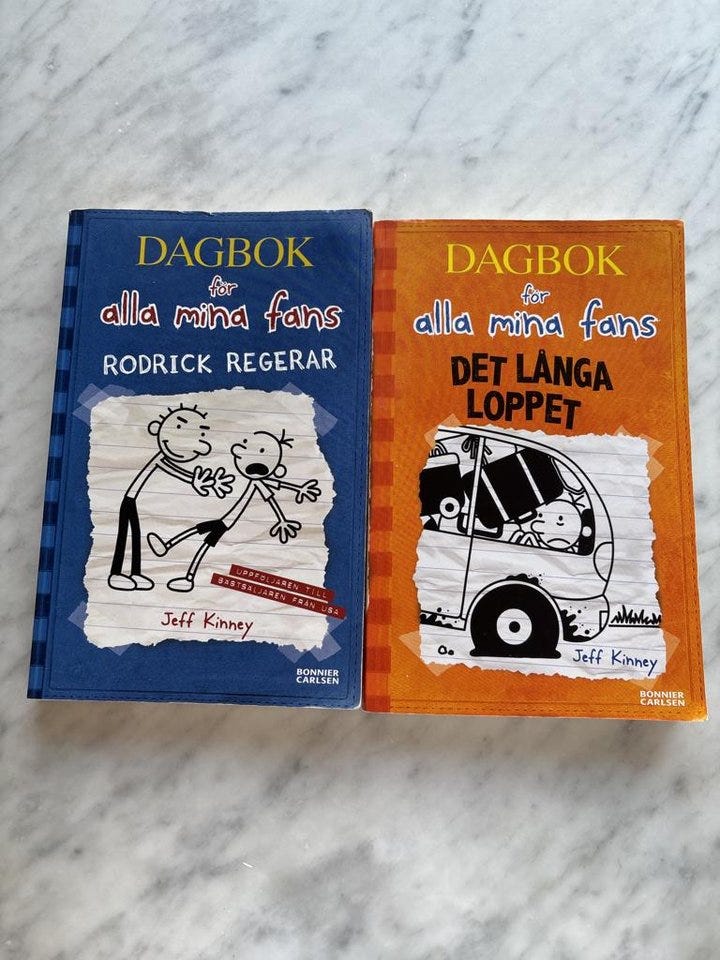 DAGBOK
för
alla mina fans
RODRICK REGERAR
UPPFÖLJAREN TILL
BÄSTSÄLJAREN FRÅN USA
Jeff Kinney
BONNIER
CARLSEN
DAGBOK
för
alla mina fans
DET LÅNGA
LOPPET
Jeff Kinney
BONNIER
CARLSEN